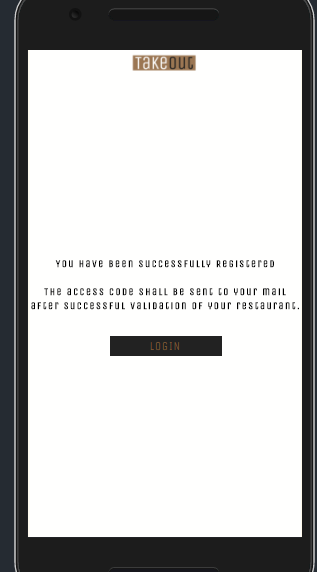 Takeout
You have been successfully registered
The access code shall be sent to your mail
after successful validation of your restaurant.
LOGIN